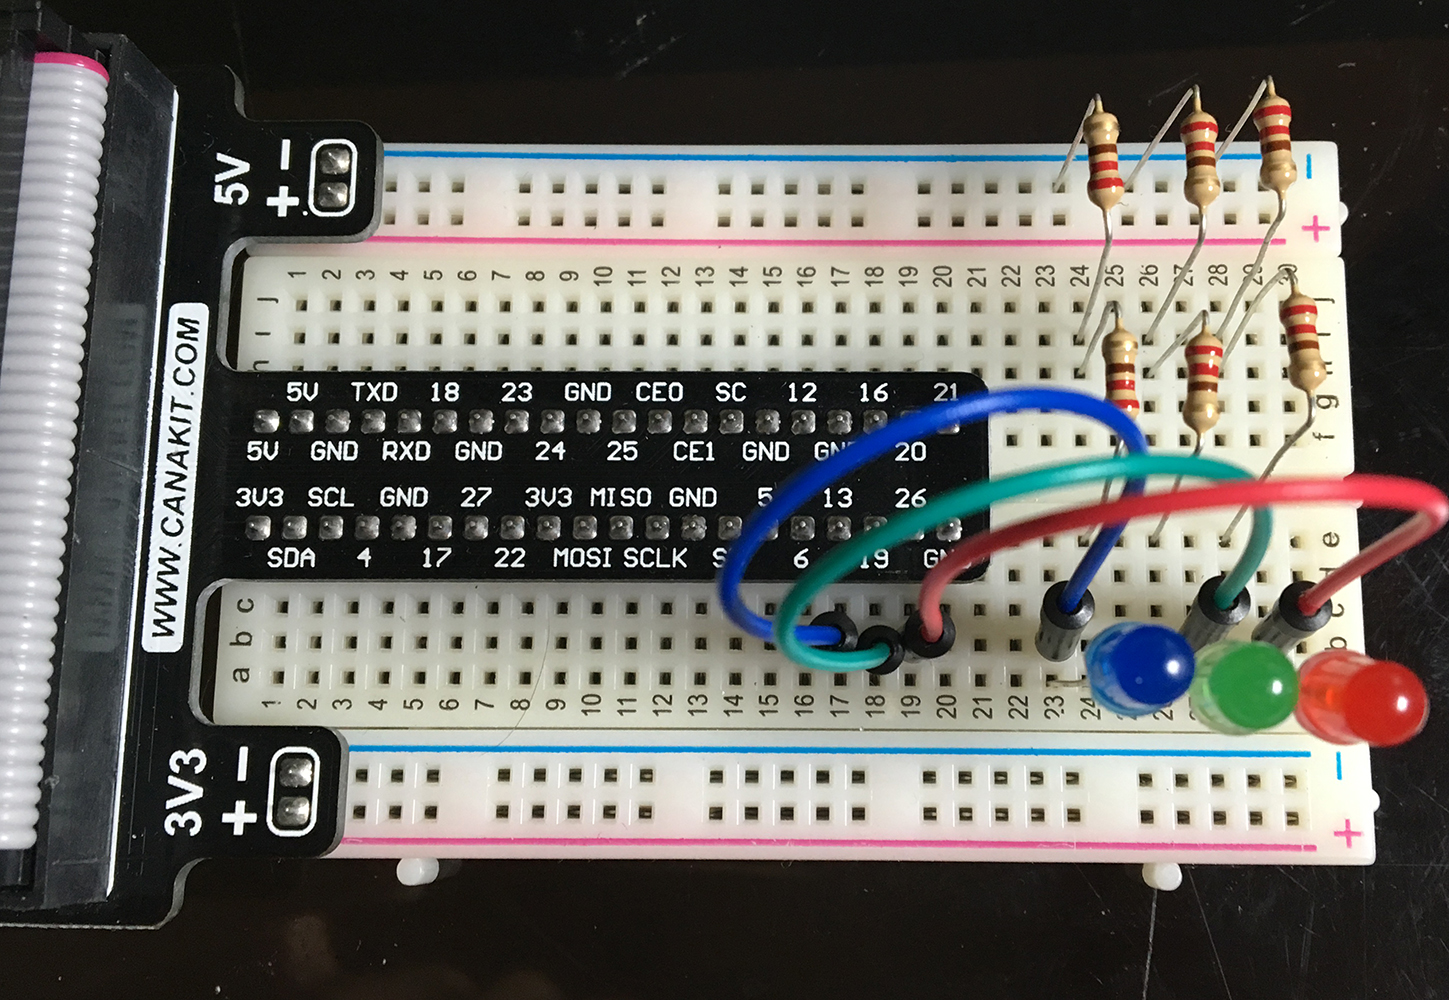 5V
+ -
WWW.CANAKIT.COM
3V3
+ -
-
+
1 2 3 4 5 6 7 8 9 10 11 12 13 14 15 16 17 18 19 20 21 22 23 24 25 26 28
j j
i
g
f
5V TXD 18 23 GND CE0 SC 12 16 21
5V GND RXD GND 24 25 CE1 GND 20
3V3 SCL GND 27 3V3 MISO GND 5 13 26
SDA 4 17 22 MOSI SCLK 6 19
e
d
c c
b b
a
1 2 3 4 5 6 7 8 9 10 11 12 13 14 15 16 17 18 19 20 21 22 23 24
-
+